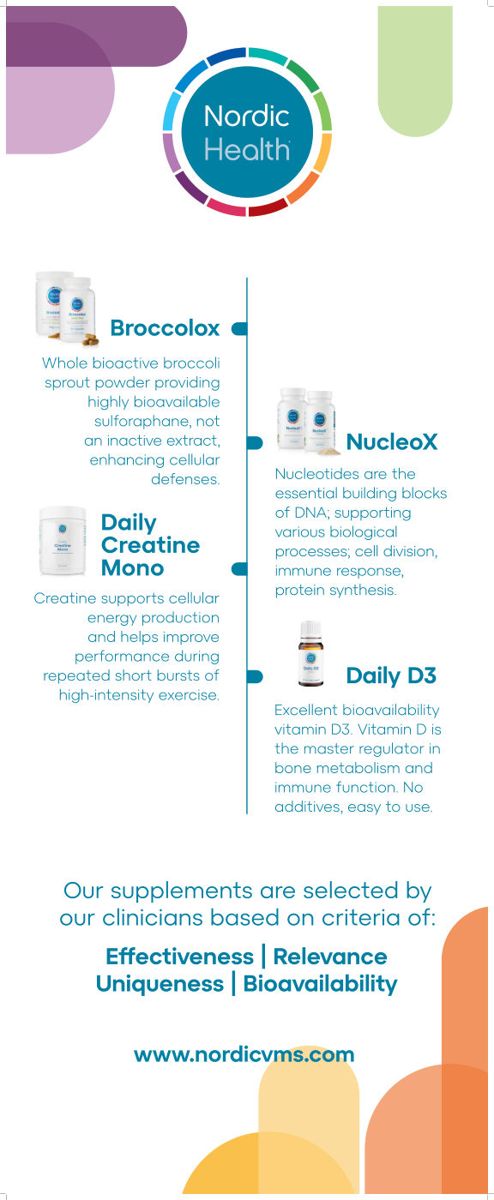 Nordic
Health
Broccolox
Whole bioactive broccoli
sprout powder providing
highly bioavailable
sulforaphane, not
an inactive extract,
enhancing cellular
defenses.
NucleoX
Nucleotides are the
essential building blocks
of DNA; supporting
various biological
processes; cell division,
immune response,
protein synthesis.
Daily
Creatine
Mono
Creatine supports cellular
energy production
and helps improve
performance during
repeated short bursts of
high-intensity exercise.
Daily D3
Excellent bioavailability
vitamin D3. Vitamin D is
the master regulator in
bone metabolism and
immune function. No
additives, easy to use.
Our supplements are selected by
our clinicians based on criteria of:
Effectiveness | Relevance
Uniqueness | Bioavailability
www.nordicvms.com